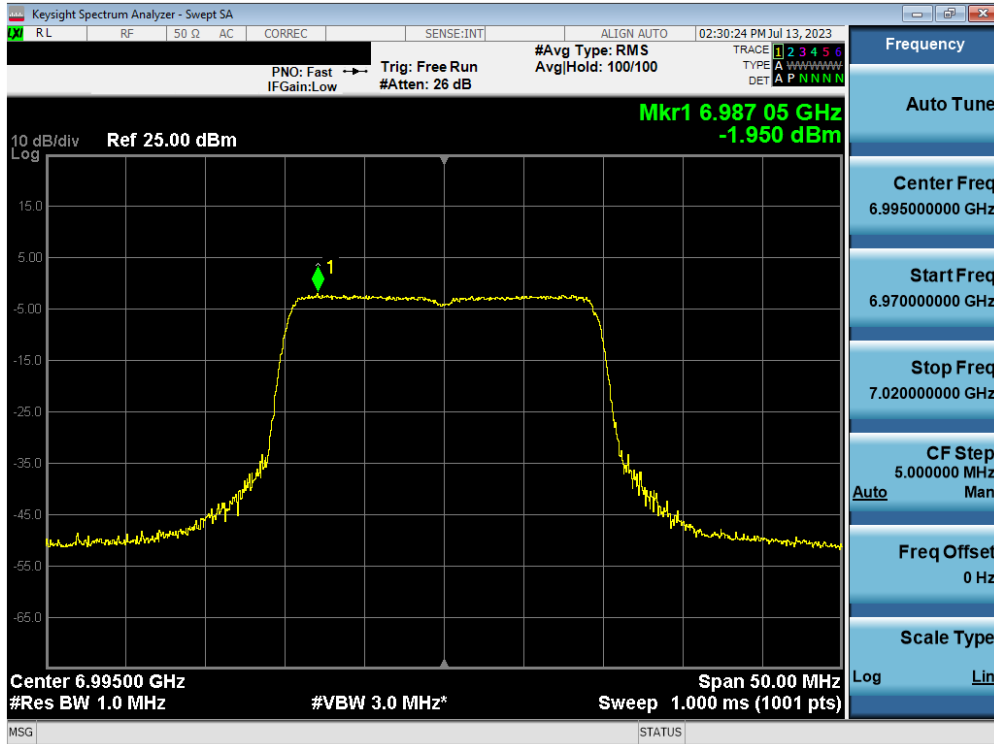 Keysight Spectrum Analyzer - Swept SA
LXI RL RF 50 Ω AC CORREC SENSE:INT ALIGN AUTO 02:30:24 PM Jul 13, 2023
PNO: Fast
IFGain:Low
Trig: Free Run
#Atten: 26 dB
#Avg Type: RMS
Avg|Hold: 100/100
TRACE 1 2 3 4 5 6
TYPE A WWWWW
DET A P N N N N
Mkr1 6.987 05 GHz
-1.950 dBm
10 dB/div Ref 25.00 dBm
Log
15.0
5.00
-5.00
-15.0
-25.0
-35.0
-45.0
-55.0
-65.0
1
Center 6.99500 GHz Span 50.00 MHz
#Res BW 1.0 MHz #VBW 3.0 MHz* Sweep 1.000 ms (1001 pts)
MSG STATUS
Frequency
Auto Tune
Center Freq
6.995000000 GHz
Start Freq
6.970000000 GHz
Stop Freq
7.020000000 GHz
CF Step
5.000000 MHz
Auto Man
Freq Offset
0 Hz
Scale Type
Log Lin